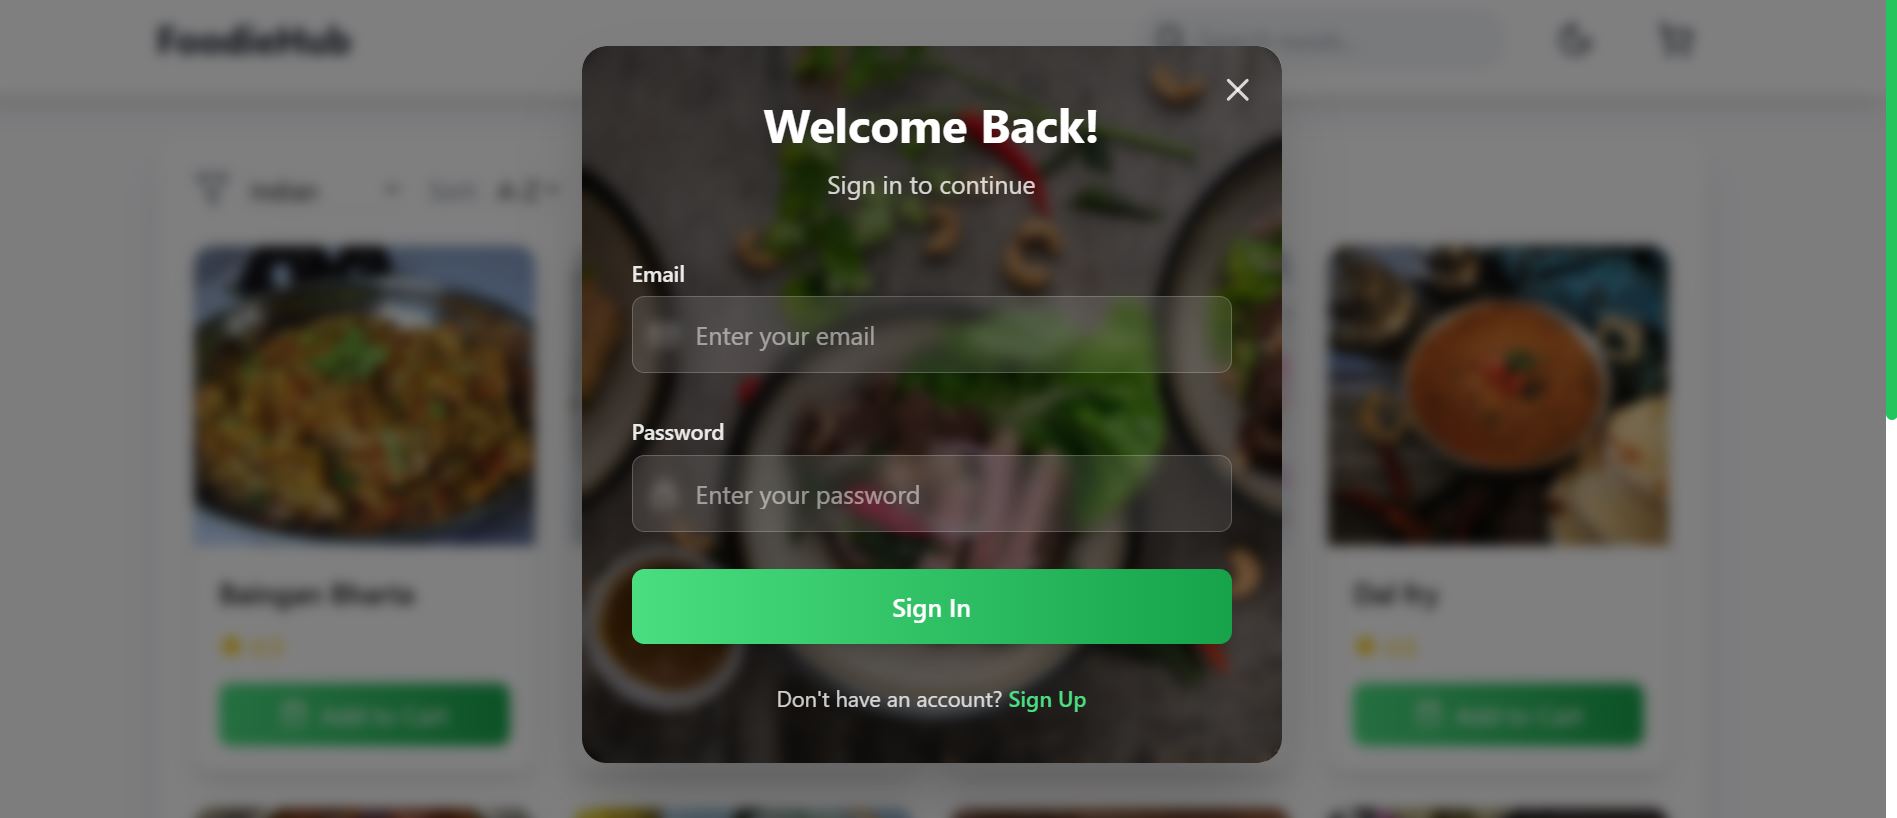 FoodieHub
Welcome Back!
Sign in to continue
Indian
Sort:
A-Z
Email
Enter your email
Password
Enter your password
Sign In
Baingan Bharta
Dal fry
Add to Cart
Add to Cart
Don't have an account? Sign Up